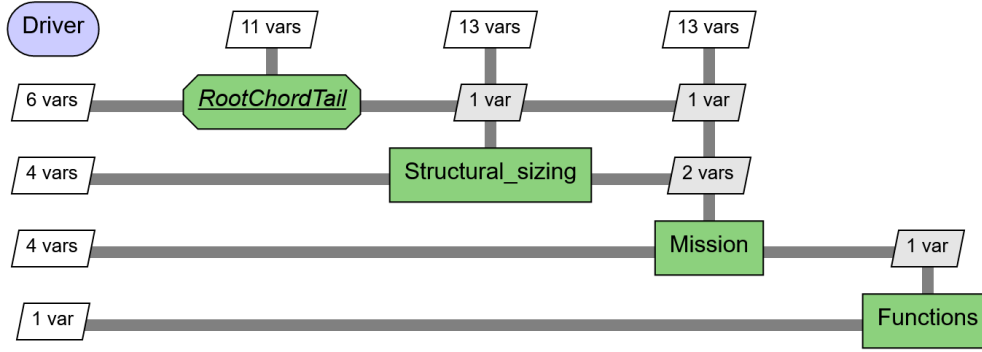 Driver
11 vars
13 vars
13 vars
6 vars
RootChordTail
1 var
1 var
4 vars
Structural_sizing
2 vars
4 vars
Mission
1 var
1 var
Functions